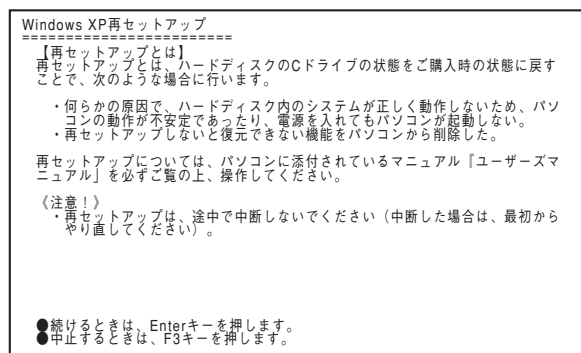 Windows XP再セットアップ
========================
【再セットアップとは】
再セットアップとは、ハードディスクのCドライブの状態をご購入時の状態に戻す
ことで、次のような場合に行います。
・何らかの原因で、ハードディスク内のシステムが正しく動作しないため、パソ
コンの動作が不安定であったり、電源を入れてもパソコンが起動しない。
・再セットアップしないと復元できない機能をパソコンから削除した。
再セットアップについては、パソコンに添付されているマニュアル『ユーザーズマ
ニュアル」を必ずご覧の上、操作してください。
《注意！》
・再セットアップは、途中で中断しないでください（中断した場合は、最初から
やり直してください）。
●続けるときは、Enterキーを押します。
●中止するときは、F3キーを押します。